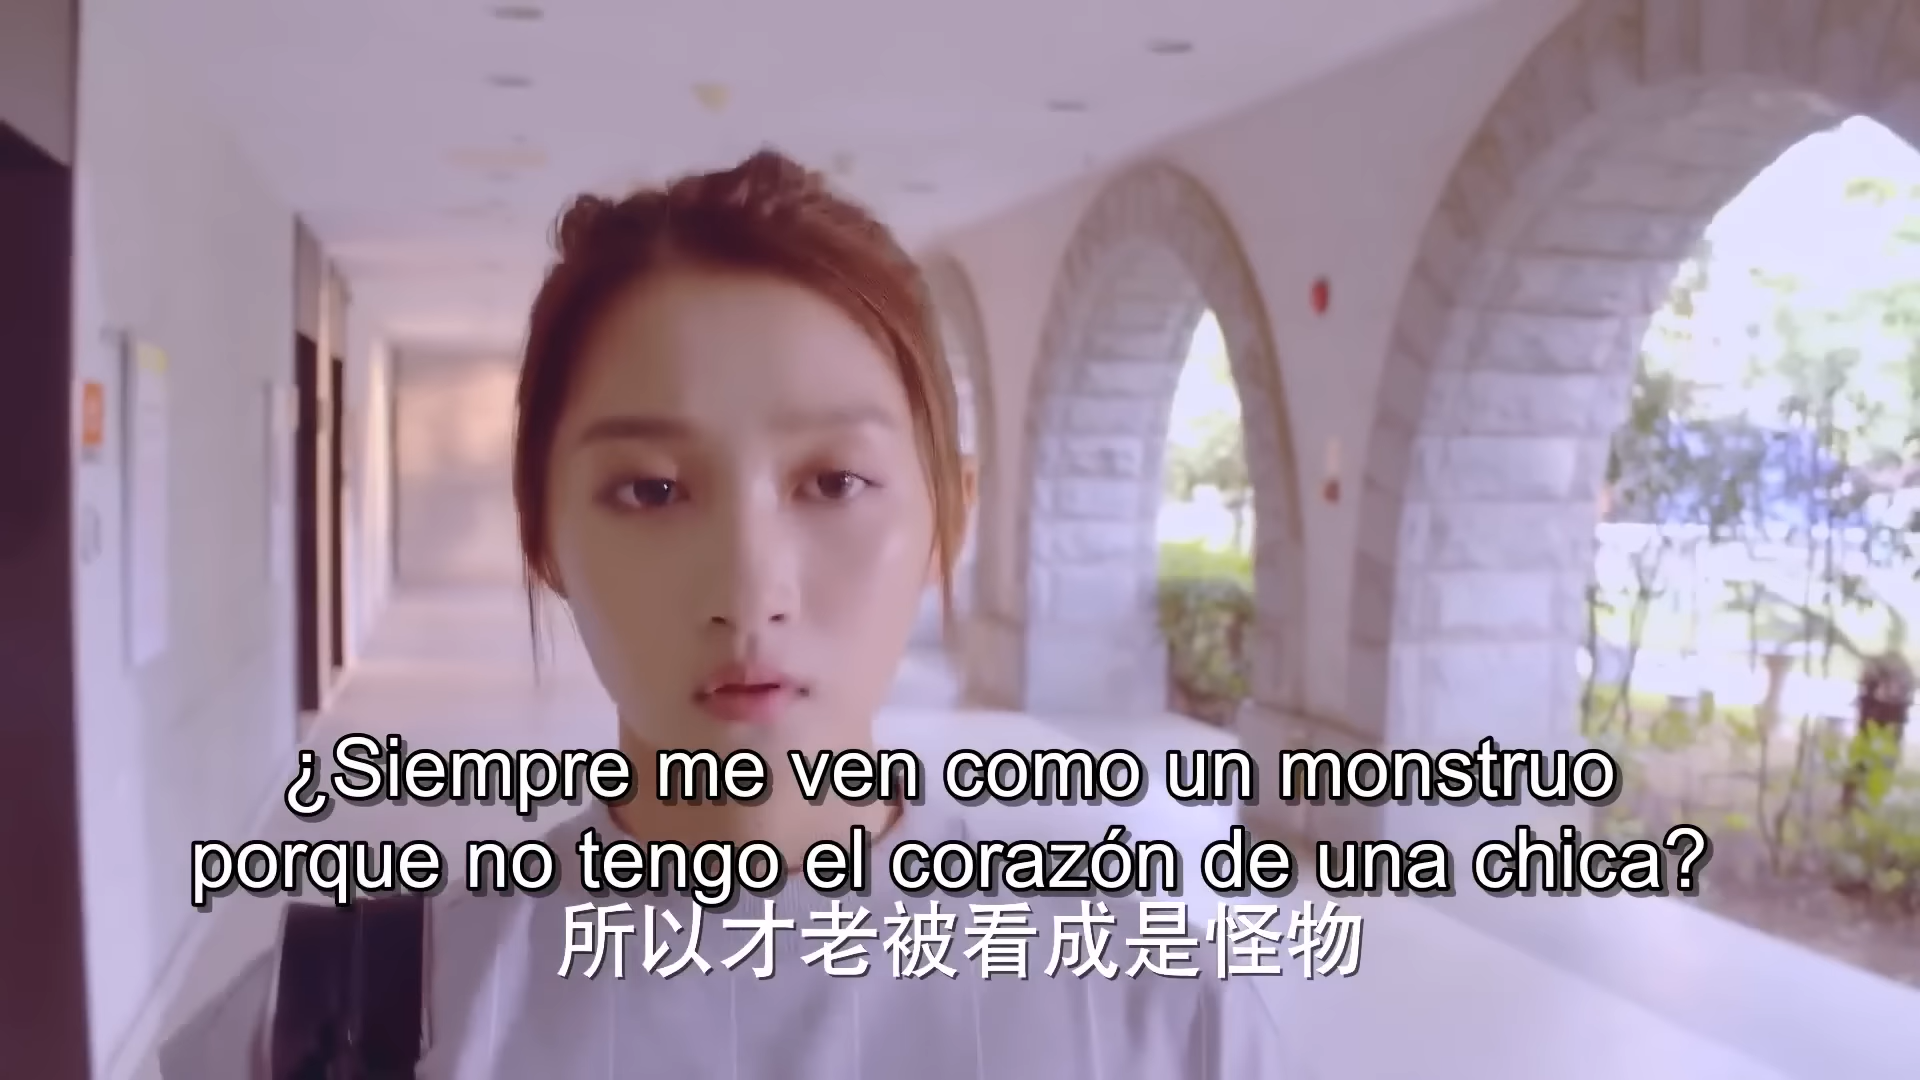 ¿Siempre me ven como un monstruo
porque no tengo el corazón de una chica?
所以才老被看成是怪物